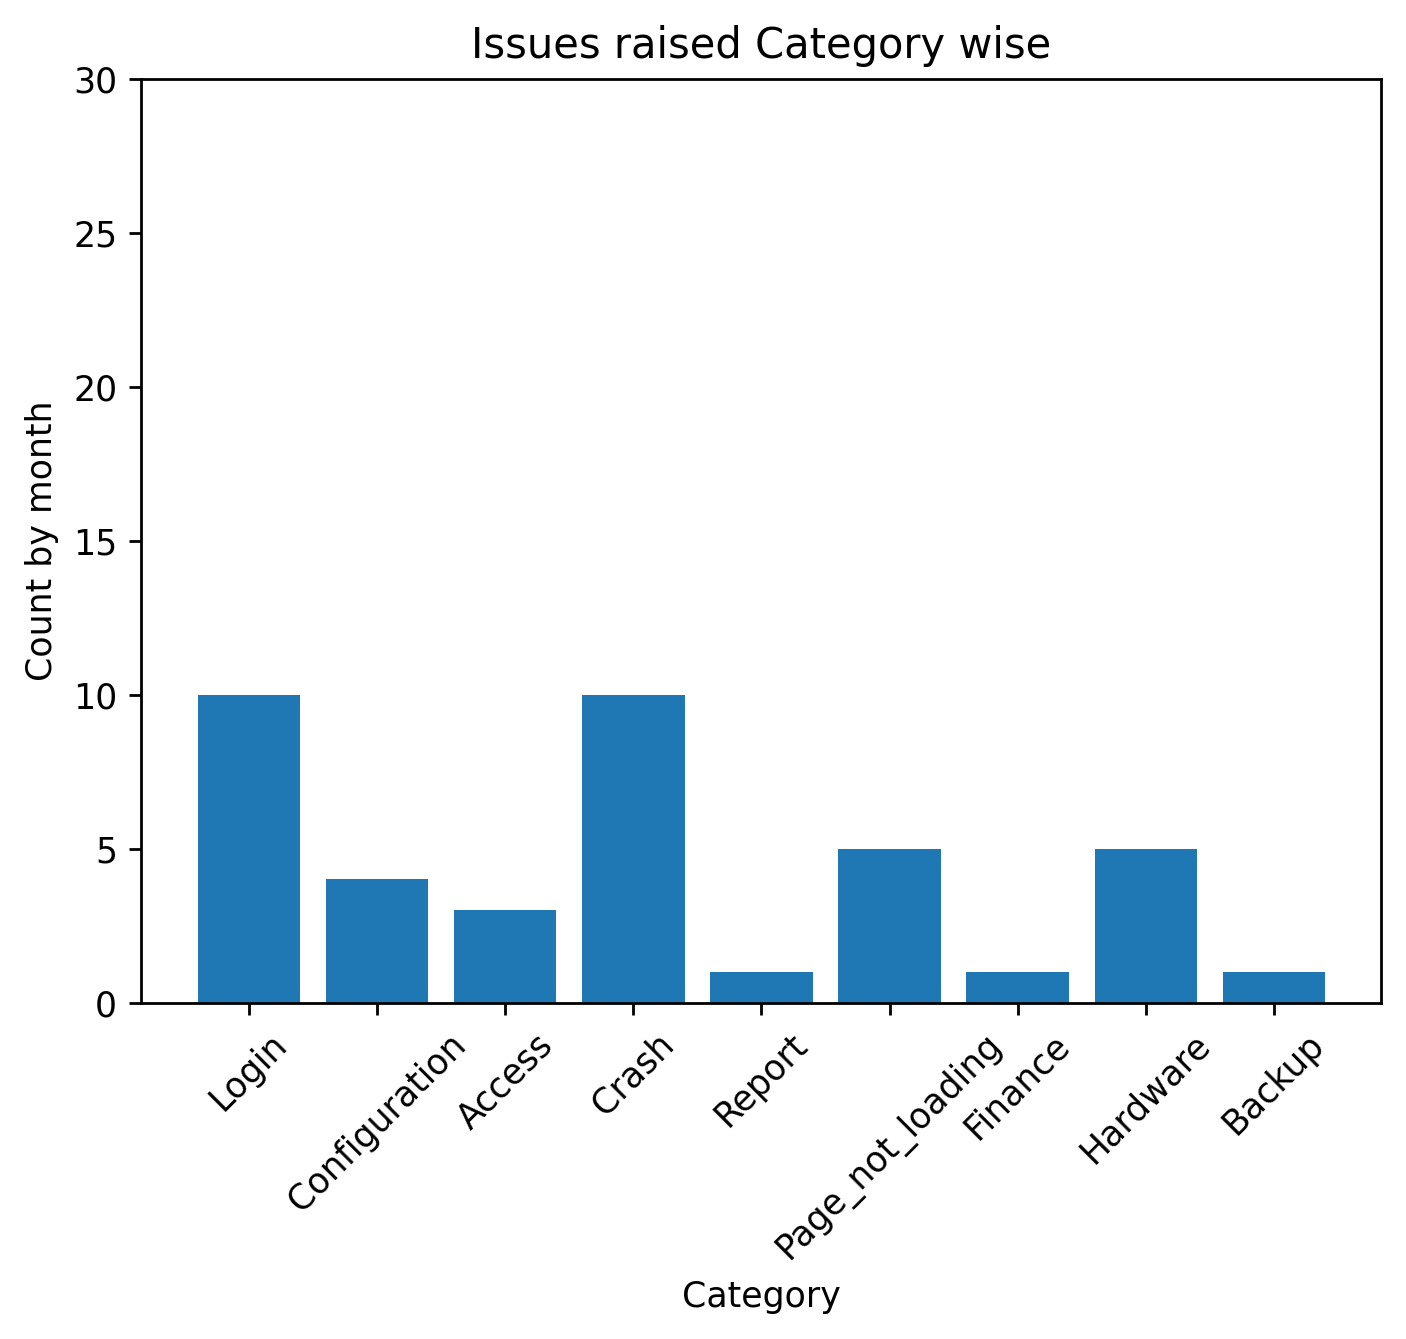 Issues raised Category wise
30
25
20
15
10
5
0
Count by month
Login
Configuration
Access
Crash
Report
Page_not_loading
Finance
Hardware
Backup
Category